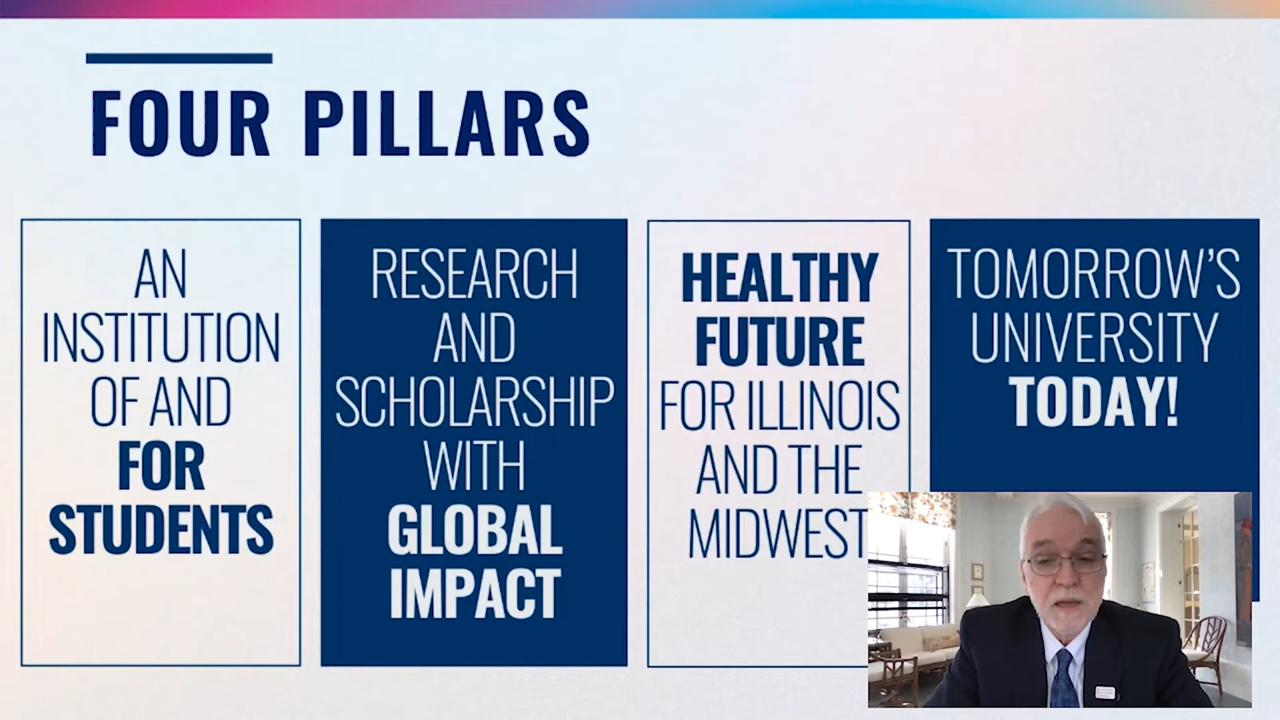 FOUR PILLARS
AN
INSTITUTION
OF AND
FOR
STUDENTS
RESEARCH
AND
SCHOLARSHIP
WITH
GLOBAL
IMPACT
HEALTHY
FUTURE
FOR ILLINOIS
AND THE
MIDWEST
TOMORROW'S
UNIVERSITY
TODAY!